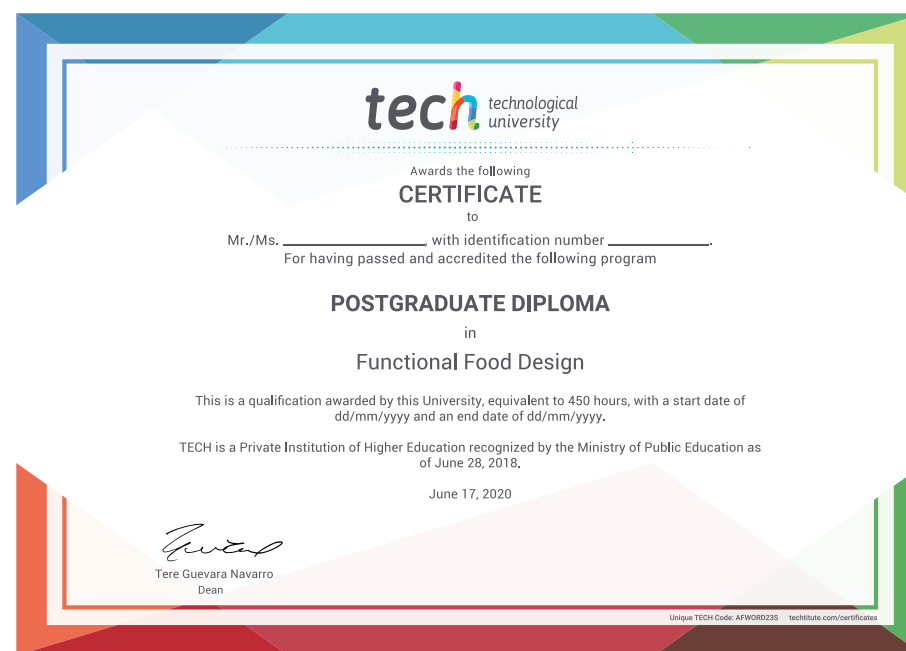 tech technological
university
Awards the following
CERTIFICATE
to
Mr./Ms. ____________________, with identification number ______________.
For having passed and accredited the following program
POSTGRADUATE DIPLOMA
in
Functional Food Design
This is a qualification awarded by this University, equivalent to 450 hours, with a start date of
dd/mm/yyyy and an end date of dd/mm/yyyy.
TECH is a Private Institution of Higher Education recognized by the Ministry of Public Education as
of June 28, 2018.
June 17, 2020
Tere Guevara Navarro
Dean
Unique TECH Code: AFWORD23S techtitute.com/certificates